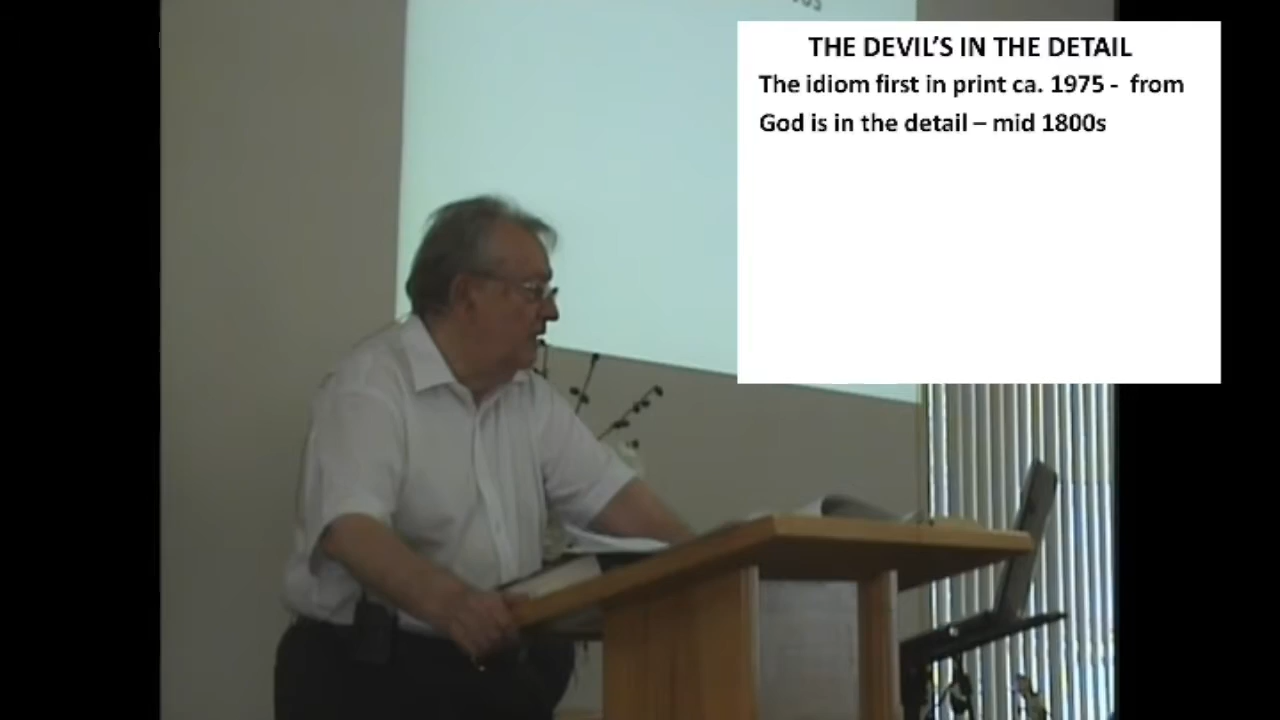 THE DEVIL’S IN THE DETAIL
The idiom first in print ca. 1975 - from
God is in the detail – mid 1800s